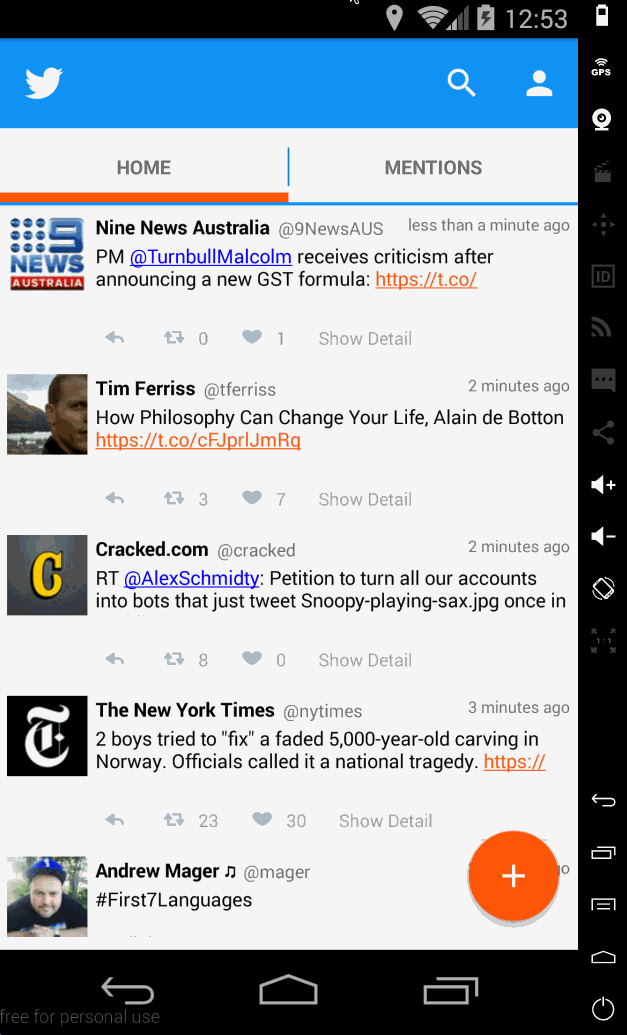 12:53
GPS
HOME
MENTIONS
9
NEWS
AUSTRALIA
Nine News Australia @9NewsAUS less than a minute ago
PM @TurnbullMalcolm receives criticism after
announcing a new GST formula: https://t.co/
0 1 Show Detail
ID
Tim Ferriss @tferriss 2 minutes ago
How Philosophy Can Change Your Life, Alain de Botton
https://t.co/cFJprlJmRq
3 7 Show Detail
C
Cracked.com @cracked 2 minutes ago
RT @AlexSchmidty: Petition to turn all our accounts
into bots that just tweet Snoopy-playing-sax.jpg once in
8 0 Show Detail
1:1
The New York Times @nytimes 3 minutes ago
2 boys tried to "fix" a faded 5,000-year-old carving in
Norway. Officials called it a national tragedy. https://
23 30 Show Detail
Andrew Mager ♫ @mager
#First7Languages
free for personal use